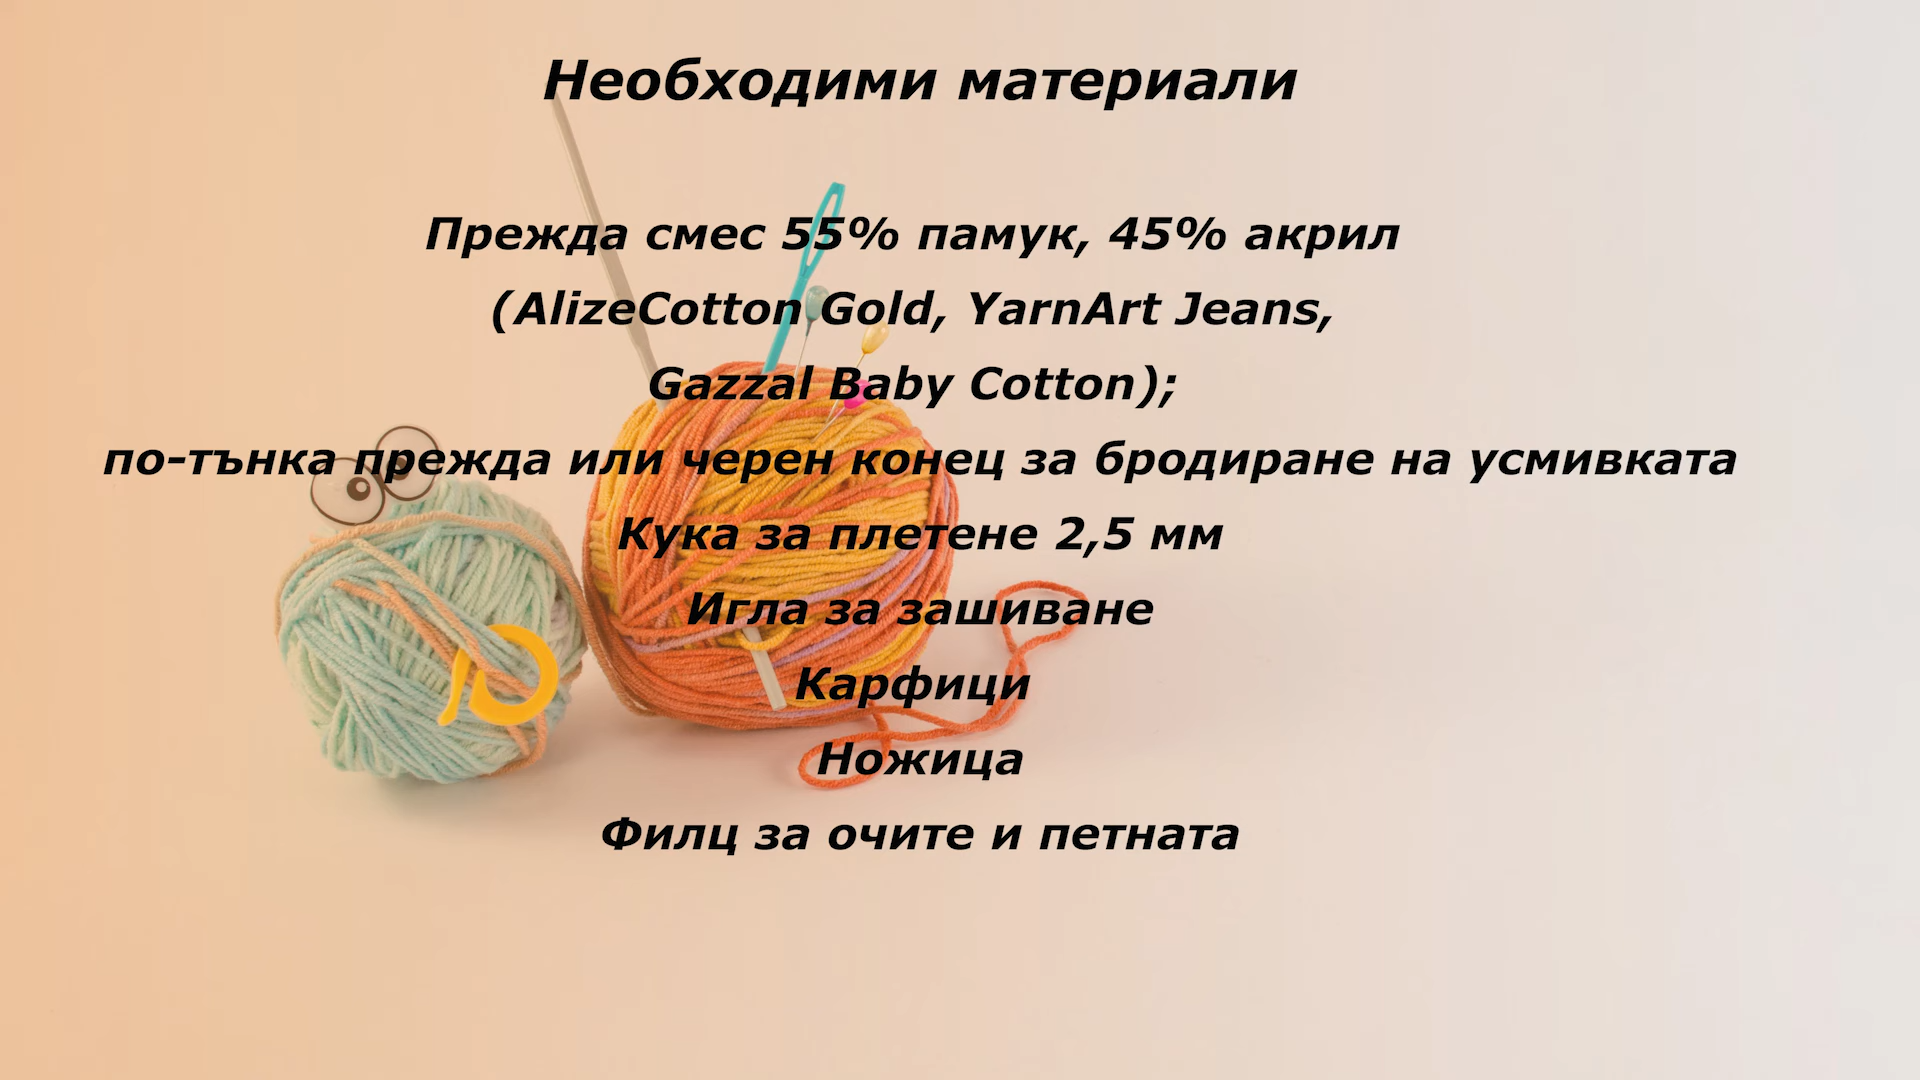 Необходими материали
Прежда смес 55% памук, 45% акрил
(AlizeCotton Gold, YarnArt Jeans,
Gazzal Baby Cotton);
по-тънка прежда или черен конец за бродиране на усмивката
Кука за плетене 2,5 мм
Игла за зашиване
Карфици
Ножица
Филц за очите и петната